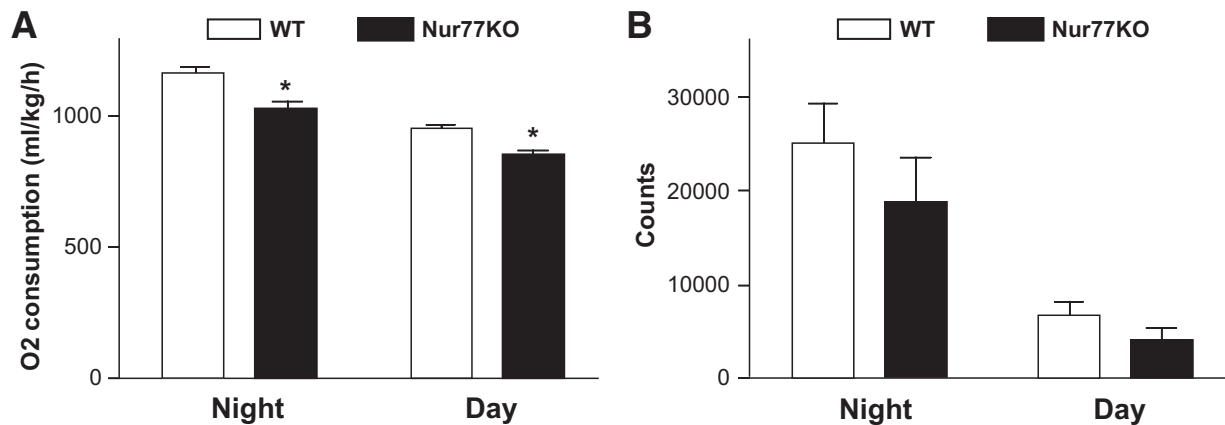 A
WT Nur77KO
O2 consumption (ml/kg/h)
1000
500
0
* *
Night Day
B
WT Nur77KO
Counts
30000
20000
10000
0
Night Day